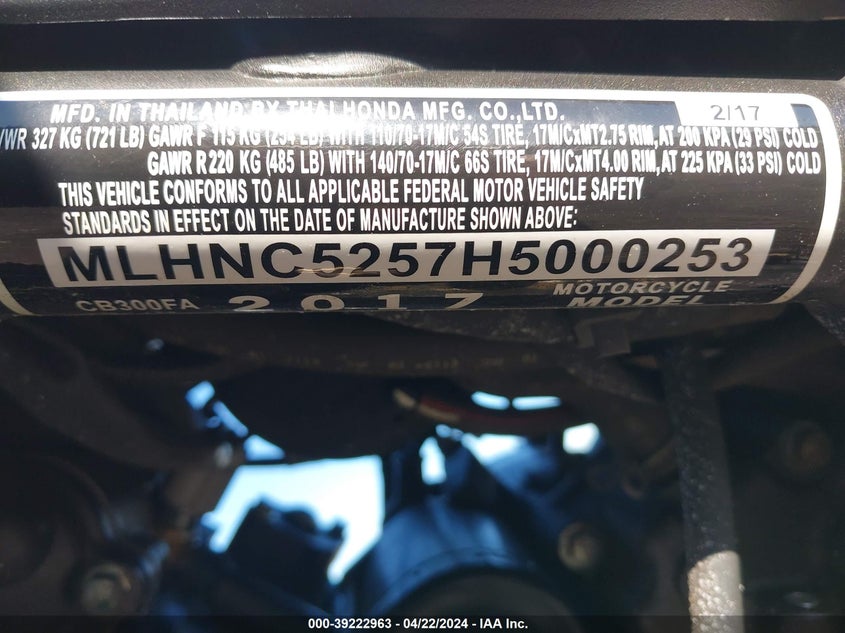 MFD. IN THAILAND BY THAI HONDA MFG. CO.,LTD. 2/17
VWR 327 KG (721 LB) GAWR F 115 KG (254 LB) WITH 110/70-17M/C 54S TIRE, 17M/CxMT2.75 RIM, AT 200 KPA (29 PSI) COLD
GAWR R 220 KG (485 LB) WITH 140/70-17M/C 66S TIRE, 17M/CxMT4.00 RIM, AT 225 KPA (33 PSI) COLD
THIS VEHICLE CONFORMS TO ALL APPLICABLE FEDERAL MOTOR VEHICLE SAFETY
STANDARDS IN EFFECT ON THE DATE OF MANUFACTURE SHOWN ABOVE:
MLHNC5257H5000253
CB300FA 2017 MOTORCYCLE
MODEL
000-39222963 - 04/22/2024 - IAA Inc.